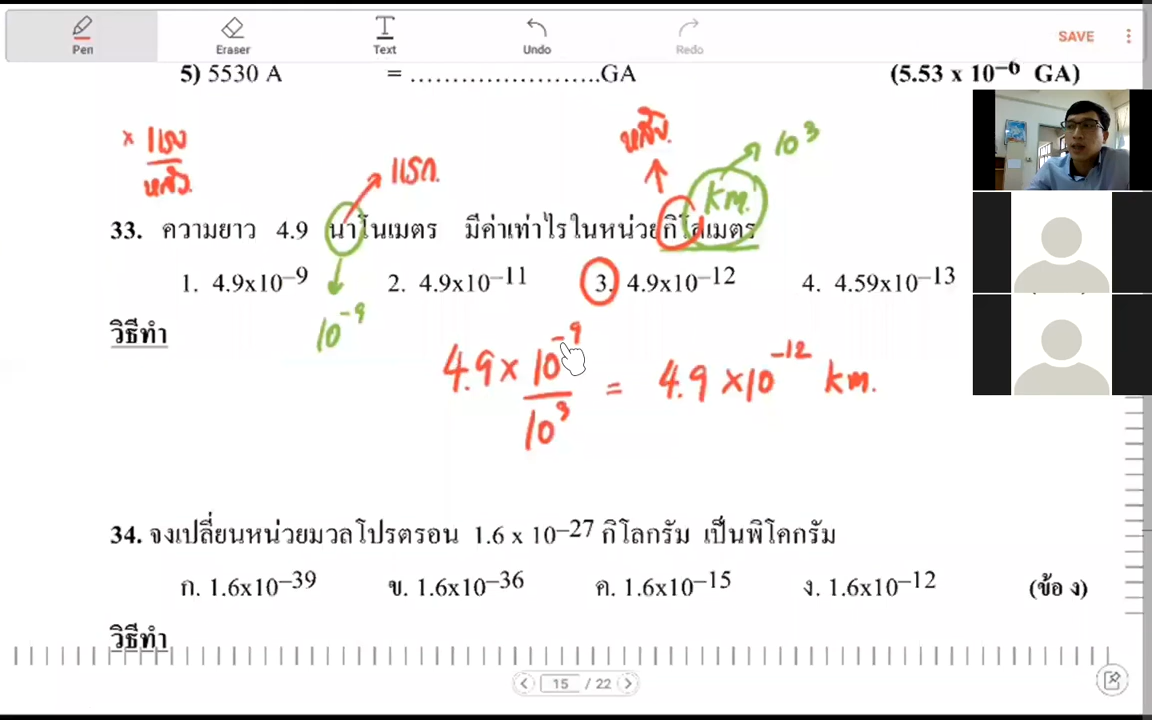 Pen Eraser Text Undo Redo SAVE
5) 5530 A = ........................GA (5.53 x 10⁻⁶ GA)
x แรก หลัง
แรก.
หลัง.
km.
10³
33. ความยาว 4.9 นาโนเมตร มีค่าเท่าไรในหน่วยกิโลเมตร
1. 4.9x10⁻⁹ 2. 4.9x10⁻¹¹ 3. 4.9x10⁻¹² 4. 4.59x10⁻¹³
10⁻⁹
วิธีทำ
4.9 x 10⁻⁹ / 10³ = 4.9 x 10⁻¹² km.
34. จงเปลี่ยนหน่วยมวลโปรตรอน 1.6 x 10⁻²⁷ กิโลกรัม เป็นพิโคกรัม
ก. 1.6x10⁻³⁹ ข. 1.6x10⁻³⁶ ค. 1.6x10⁻¹⁵ ง. 1.6x10⁻¹² (ข้อ ง)
วิธีทำ
15 / 22